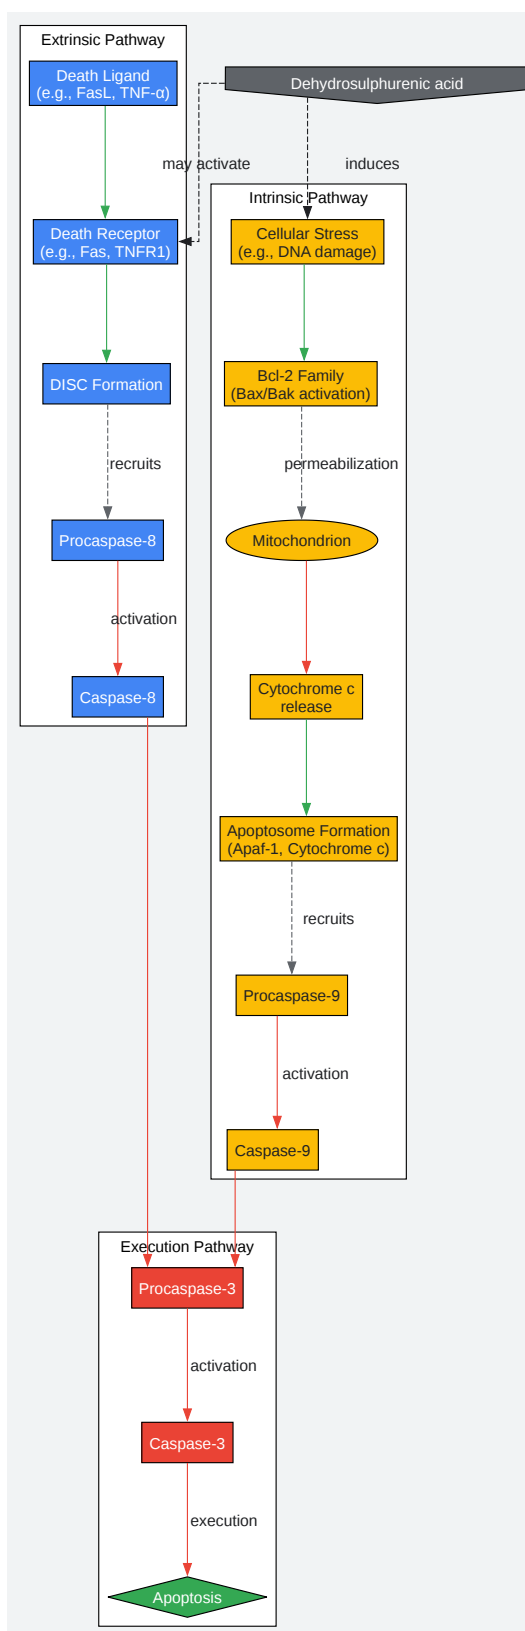 Extrinsic Pathway
Death Ligand
(e.g., FasL, TNF-α)
Dehydrosulphurenic acid
may activate
induces
Death Receptor
(e.g., Fas, TNFR1)
DISC Formation
recruits
Procaspase-8
activation
Caspase-8
Intrinsic Pathway
Cellular Stress
(e.g., DNA damage)
Bcl-2 Family
(Bax/Bak activation)
permeabilization
Mitochondrion
Cytochrome c
release
Apoptosome Formation
(Apaf-1, Cytochrome c)
recruits
Procaspase-9
activation
Caspase-9
Execution Pathway
Procaspase-3
activation
Caspase-3
execution
Apoptosis